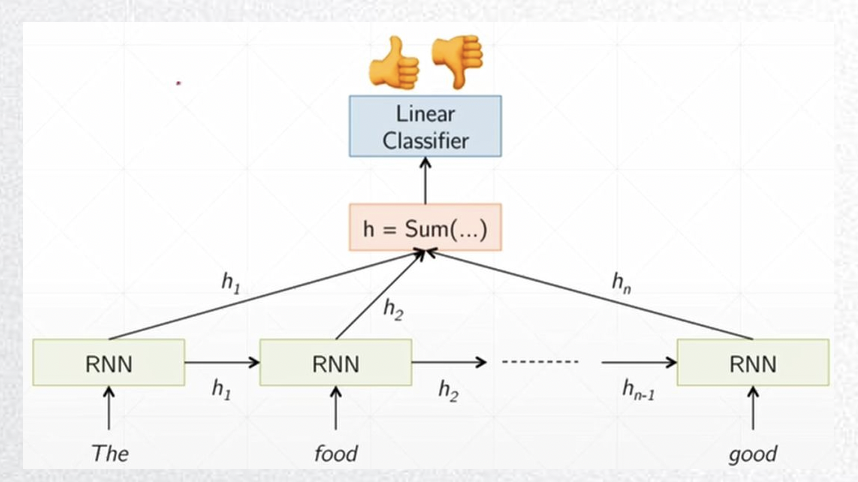 Linear
Classifier
h = Sum(...)
h₁
h₂
hₙ
RNN
RNN
RNN
h₁
h₂
hₙ₋₁
The
food
good